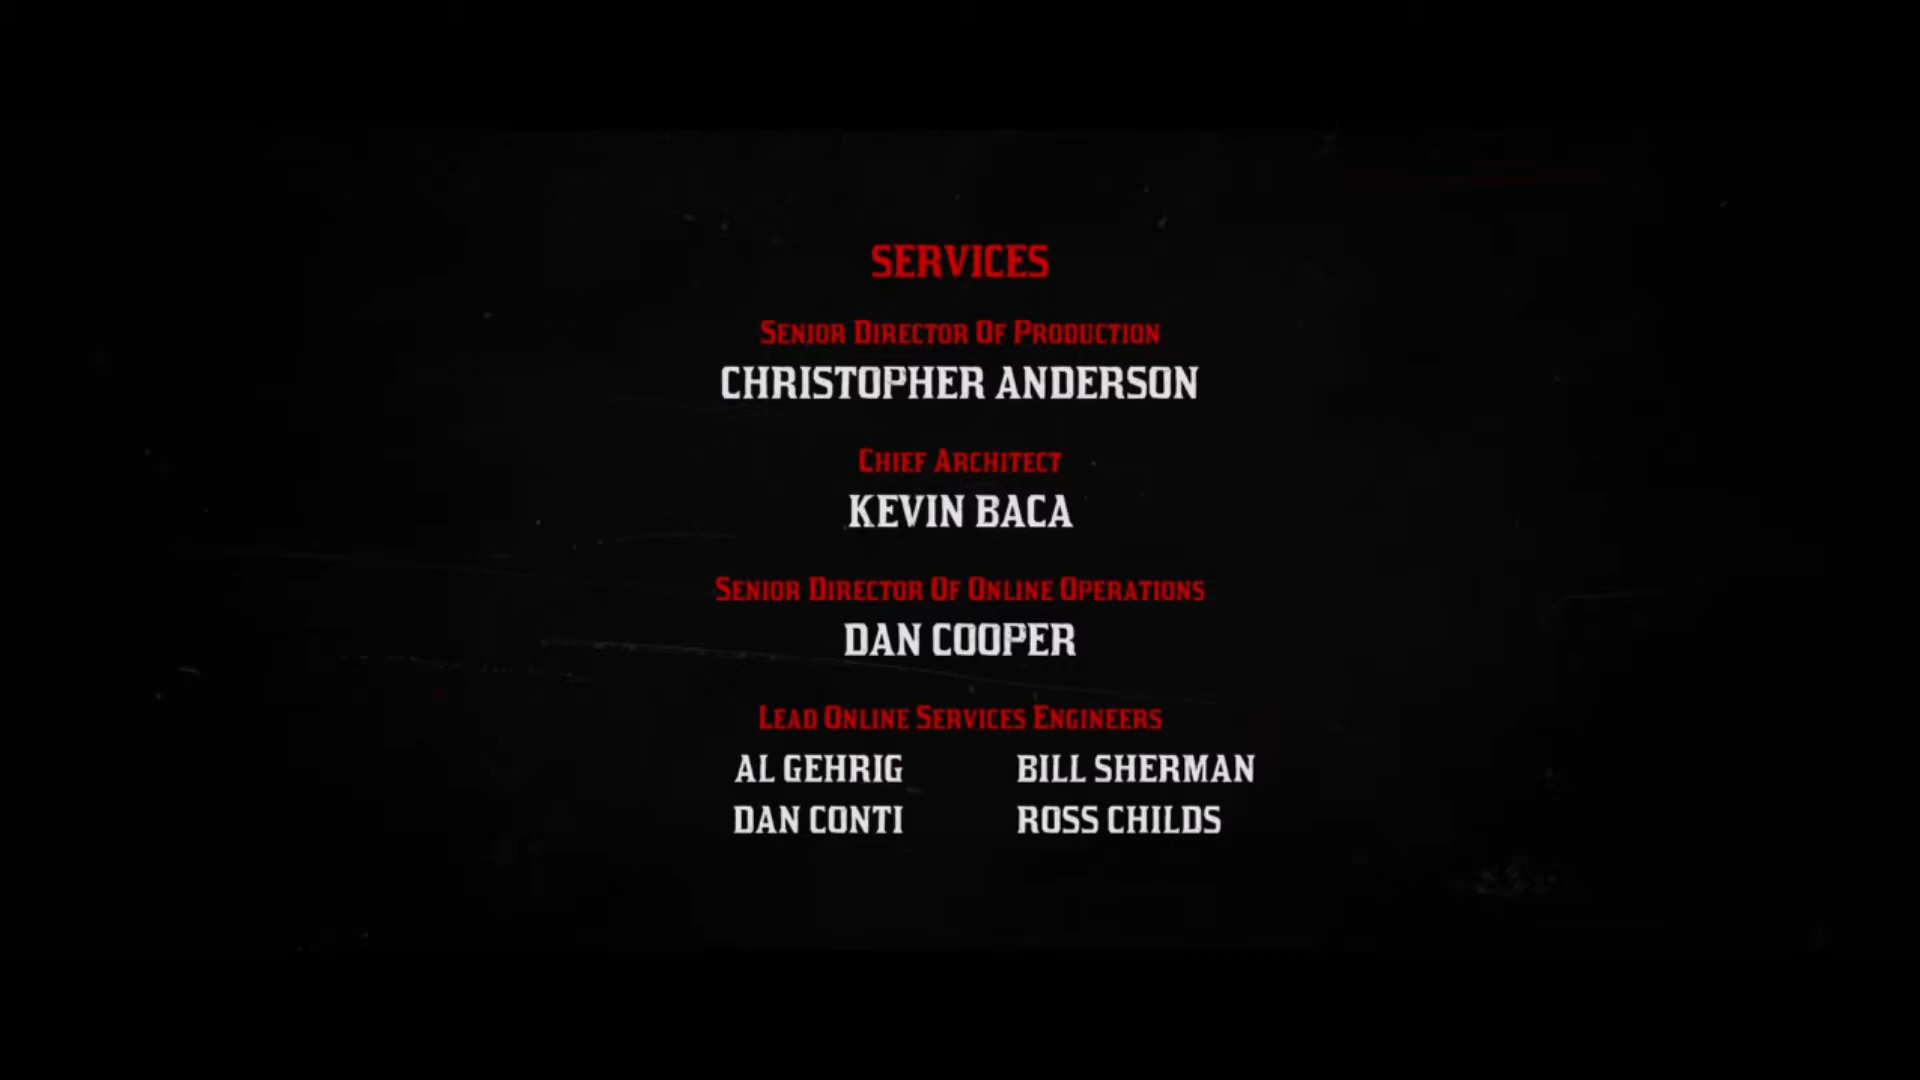 SERVICES
SENIOR DIRECTOR OF PRODUCTION
CHRISTOPHER ANDERSON
CHIEF ARCHITECT
KEVIN BACA
SENIOR DIRECTOR OF ONLINE OPERATIONS
DAN COOPER
LEAD ONLINE SERVICES ENGINEERS
AL GEHRIG BILL SHERMAN
DAN CONTI ROSS CHILDS